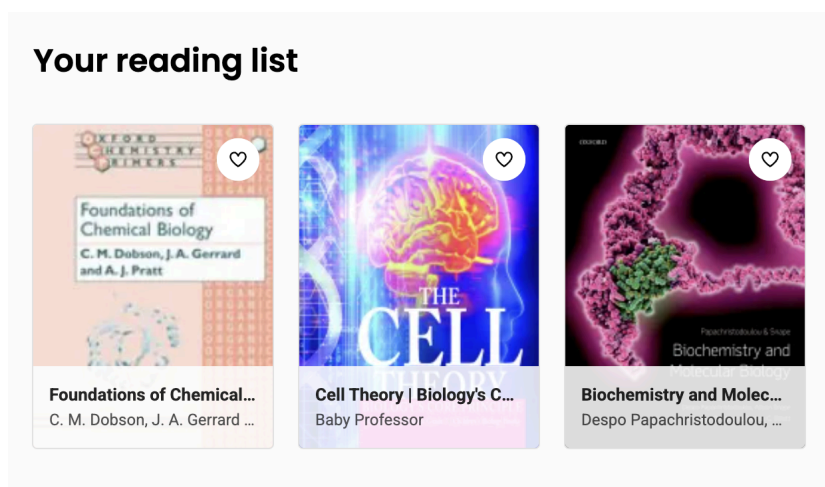 Your reading list
OXFORD
CHEMISTRY
PRIMERS
Foundations of
Chemical Biology
C. M. Dobson, J. A. Gerrard
and A. J. Pratt
Foundations of Chemical...
C. M. Dobson, J. A. Gerrard ...
THE
CELL
THEORY
Cell Theory | Biology's C...
Baby Professor
OXFORD
Papachristodoulou & Snape
Biochemistry and
Molecular Biology
Biochemistry and Molec...
Despo Papachristodoulou, ...